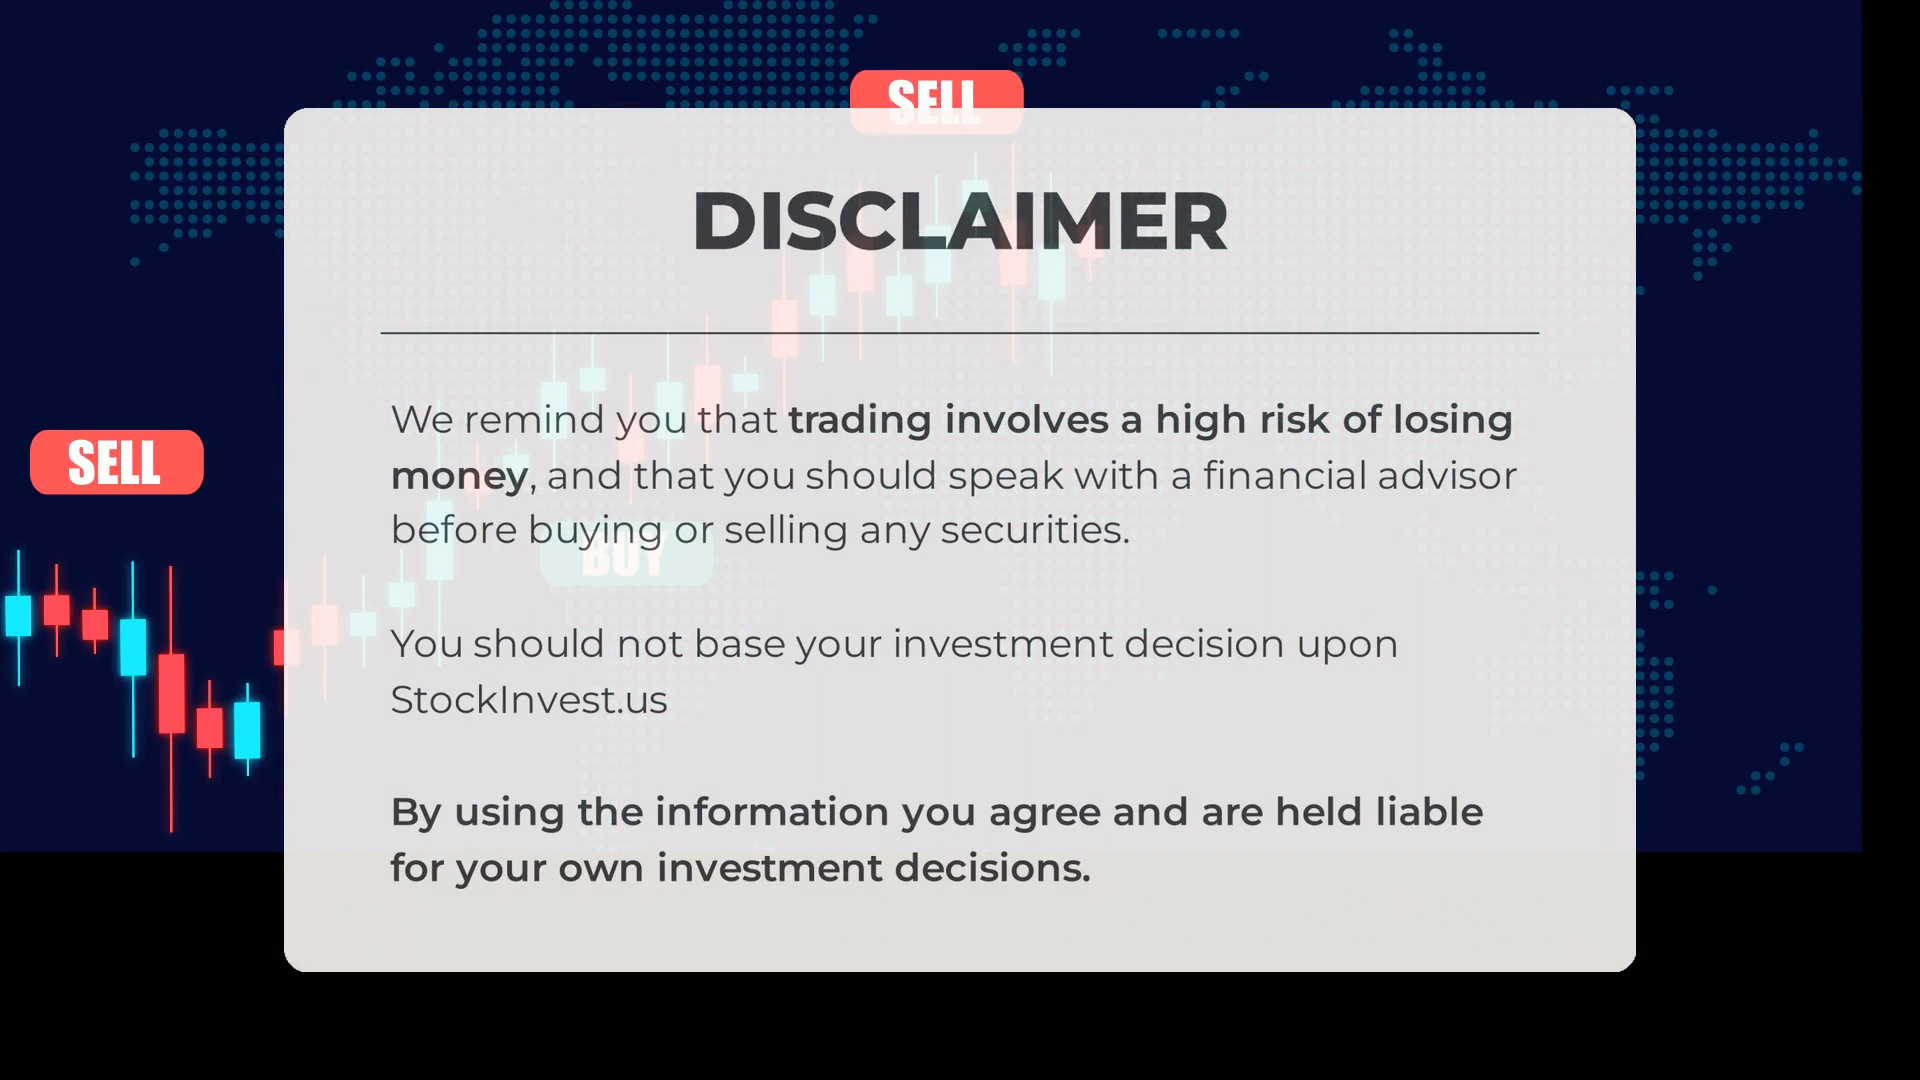 SELL
DISCLAIMER
We remind you that trading involves a high risk of losing
money, and that you should speak with a financial advisor
before buying or selling any securities.
SELL
BUY
You should not base your investment decision upon
StockInvest.us
By using the information you agree and are held liable
for your own investment decisions.